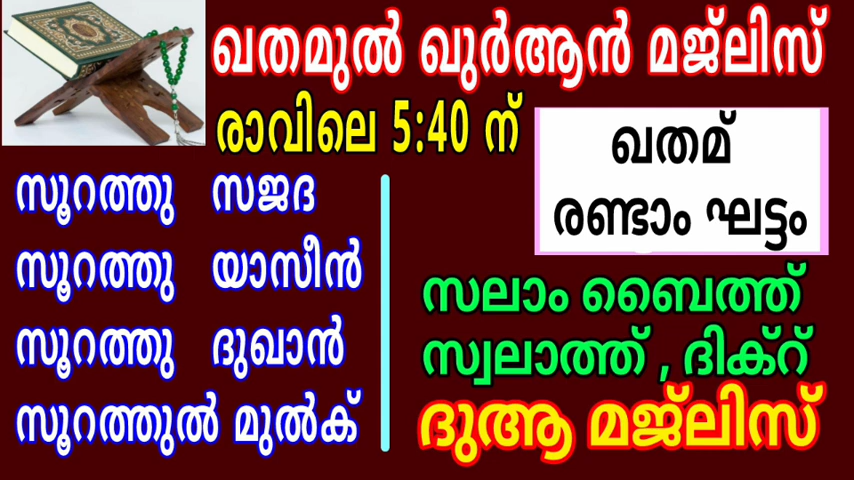 ഖതമുൽ ഖുർആൻ മജ്‌ലിസ്
രാവിലെ 5:40 ന്
ഖതമ്
രണ്ടാം ഘട്ടം
സൂറത്തു സജദ
സൂറത്തു യാസീൻ
സൂറത്തു ദുഖാൻ
സൂറത്തുൽ മുൽക്
സലാം ബൈത്ത്
സ്വലാത്ത് , ദിക്റ്
ദുആ മജ്‌ലിസ്